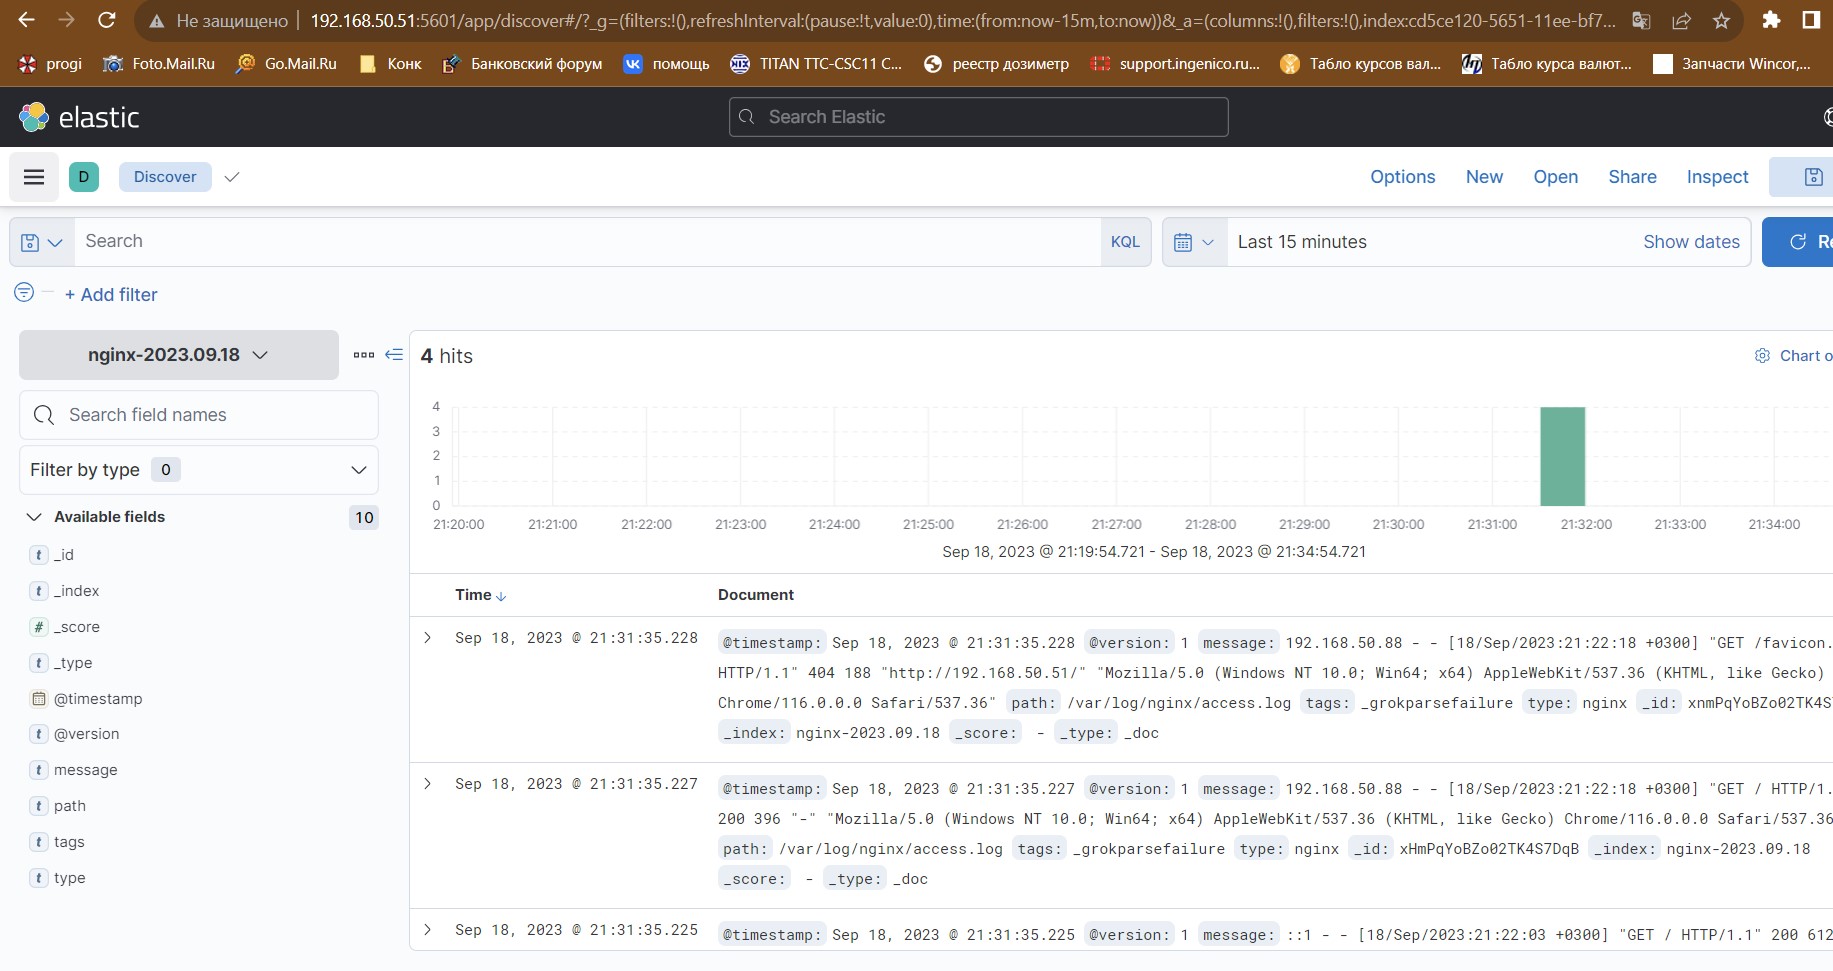 Не защищено 192.168.50.51:5601/app/discover#/?_g=(filters:!(),refreshInterval:(pause:!t,value:0),time:(from:now-15m,to:now))&_a=(columns:!(),filters:!(),index:cd5ce120-5651-11ee-bf7...
progi Foto.Mail.Ru Go.Mail.Ru Конк Банковский форум помощь TITAN TTC-CSC11 C... реестр дозиметр support.ingenico.ru... Табло курсов вал... Табло курса валют... Запчасти Wincor,...
elastic Search Elastic
D Discover Options New Open Share Inspect
Search KQL Last 15 minutes Show dates Re
+ Add filter
nginx-2023.09.18 4 hits Chart o
Search field names
Filter by type 0
Available fields 10
_id
_index
_score
_type
@timestamp
@version
message
path
tags
type
4
3
2
1
0
21:20:00 21:21:00 21:22:00 21:23:00 21:24:00 21:25:00 21:26:00 21:27:00 21:28:00 21:29:00 21:30:00 21:31:00 21:32:00 21:33:00 21:34:00
Sep 18, 2023 @ 21:19:54.721 - Sep 18, 2023 @ 21:34:54.721
Time Document
Sep 18, 2023 @ 21:31:35.228 @timestamp: Sep 18, 2023 @ 21:31:35.228 @version: 1 message: 192.168.50.88 - - [18/Sep/2023:21:22:18 +0300] "GET /favicon.
HTTP/1.1" 404 188 "http://192.168.50.51/" "Mozilla/5.0 (Windows NT 10.0; Win64; x64) AppleWebKit/537.36 (KHTML, like Gecko)
Chrome/116.0.0.0 Safari/537.36" path: /var/log/nginx/access.log tags: _grokparsefailure type: nginx _id: xnmPqYoBZo02TK4S
_index: nginx-2023.09.18 _score: - _type: _doc
Sep 18, 2023 @ 21:31:35.227 @timestamp: Sep 18, 2023 @ 21:31:35.227 @version: 1 message: 192.168.50.88 - - [18/Sep/2023:21:22:18 +0300] "GET / HTTP/1.
200 396 "-" "Mozilla/5.0 (Windows NT 10.0; Win64; x64) AppleWebKit/537.36 (KHTML, like Gecko) Chrome/116.0.0.0 Safari/537.36
path: /var/log/nginx/access.log tags: _grokparsefailure type: nginx _id: xHmPqYoBZo02TK4S7DqB _index: nginx-2023.09.18
_score: - _type: _doc
Sep 18, 2023 @ 21:31:35.225 @timestamp: Sep 18, 2023 @ 21:31:35.225 @version: 1 message: ::1 - - [18/Sep/2023:21:22:03 +0300] "GET / HTTP/1.1" 200 612